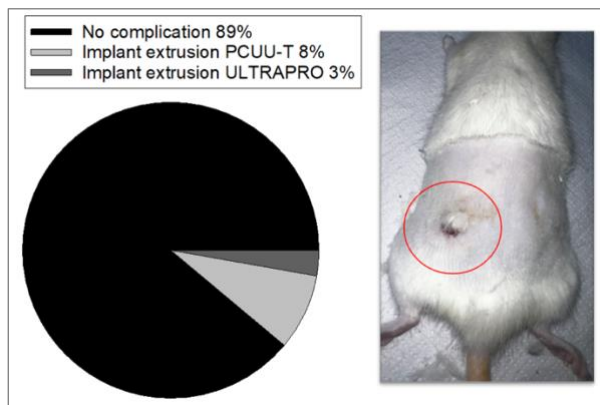 No complication 89%
Implant extrusion PCUU-T 8%
Implant extrusion ULTRAPRO 3%